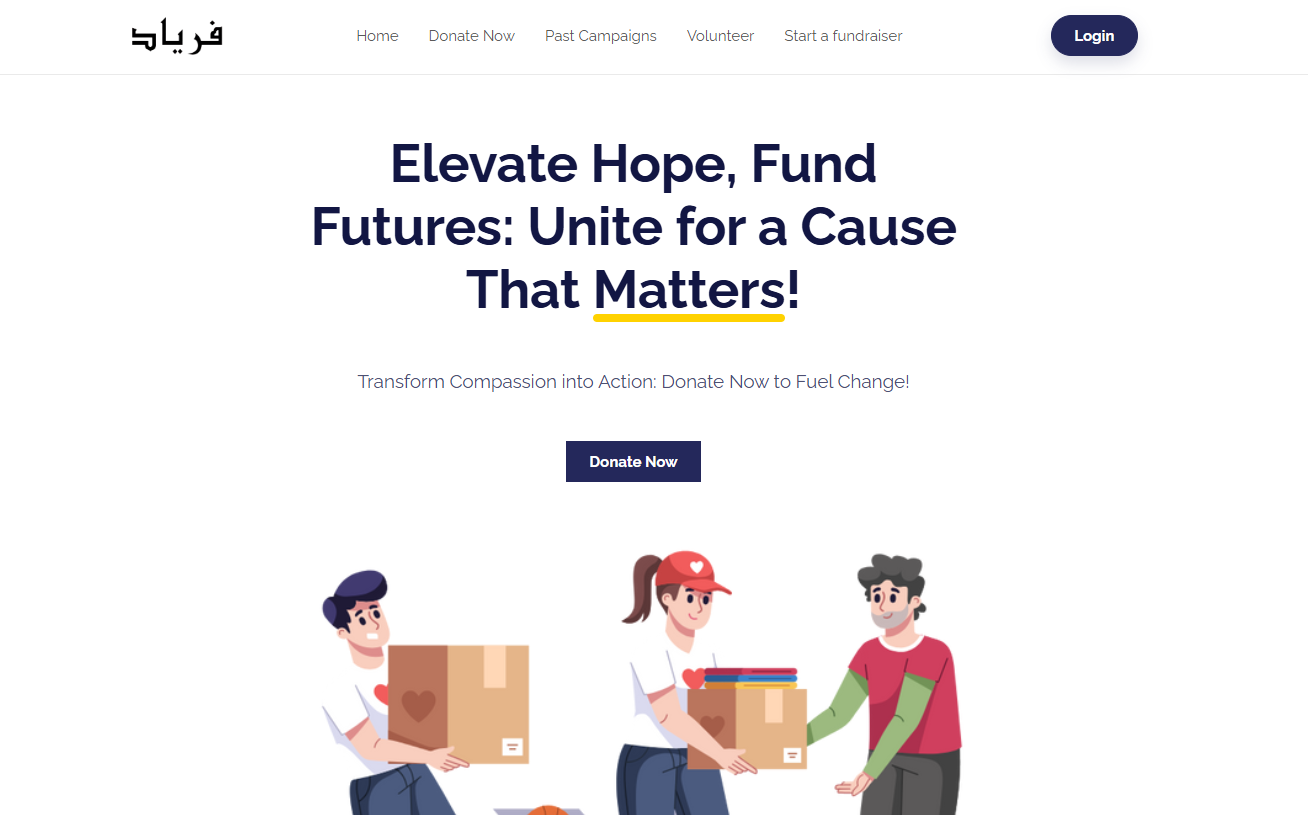 فریاد
Home
Donate Now
Past Campaigns
Volunteer
Start a fundraiser
Login
Elevate Hope, Fund
Futures: Unite for a Cause
That Matters!
Transform Compassion into Action: Donate Now to Fuel Change!
Donate Now